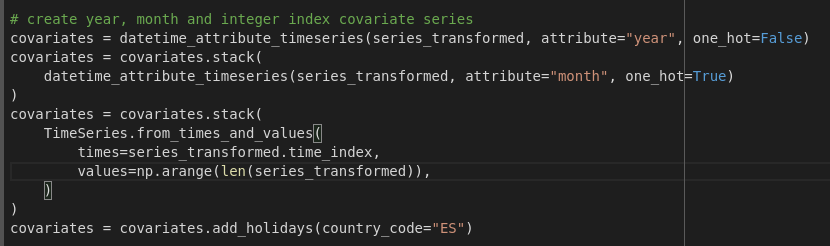 # create year, month and integer index covariate series
covariates = datetime_attribute_timeseries(series_transformed, attribute="year", one_hot=False)
covariates = covariates.stack(
    datetime_attribute_timeseries(series_transformed, attribute="month", one_hot=True)
)
covariates = covariates.stack(
    TimeSeries.from_times_and_values(
        times=series_transformed.time_index,
        values=np.arange(len(series_transformed)),
    )
)
covariates = covariates.add_holidays(country_code="ES")